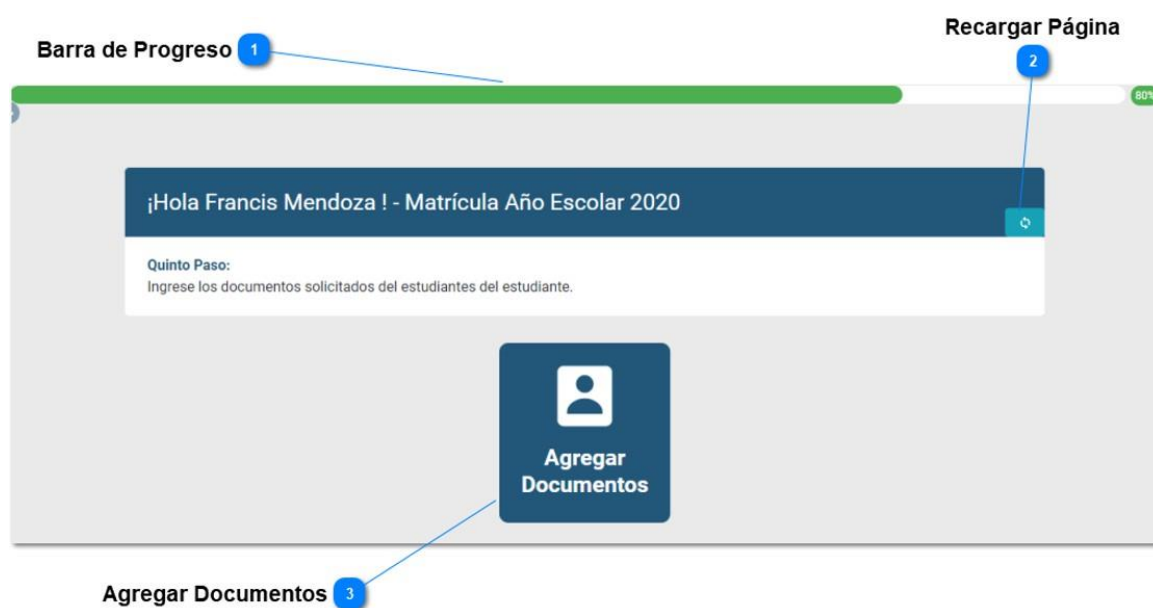 Recargar Página
Barra de Progreso 1
2
80%
¡Hola Francis Mendoza ! - Matrícula Año Escolar 2020
Quinto Paso:
Ingrese los documentos solicitados del estudiantes del estudiante.
Agregar
Documentos
Agregar Documentos 3